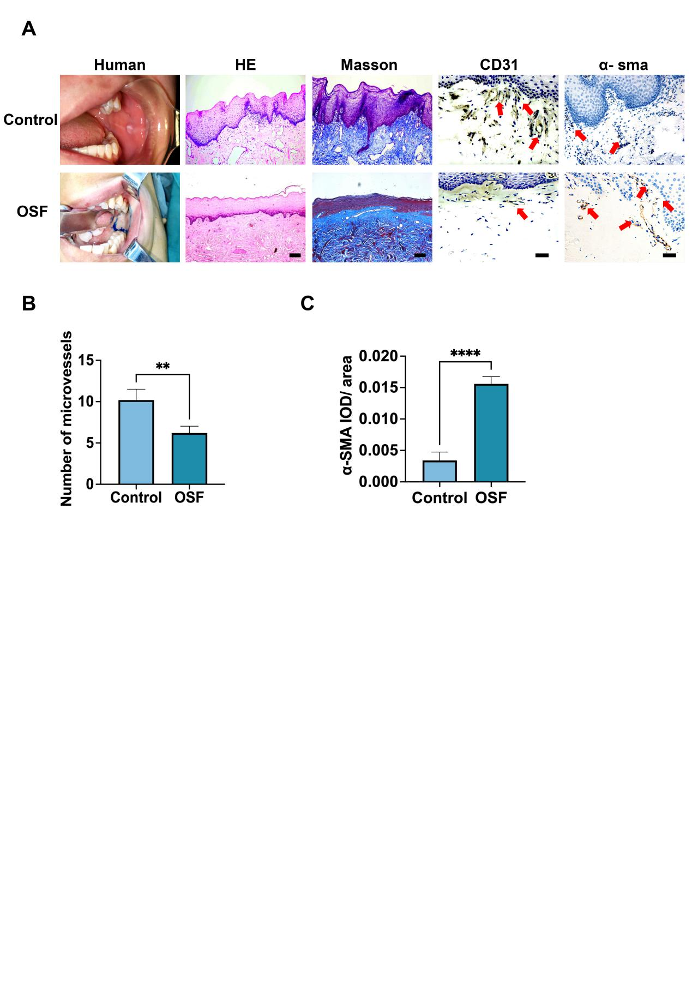 A
Human HE Masson CD31 α- sma
Control
OSF
B
Number of microvessels
15
10
5
0
**
Control OSF
C
α-SMA IOD/ area
0.020
0.015
0.010
0.005
0.000
****
Control OSF